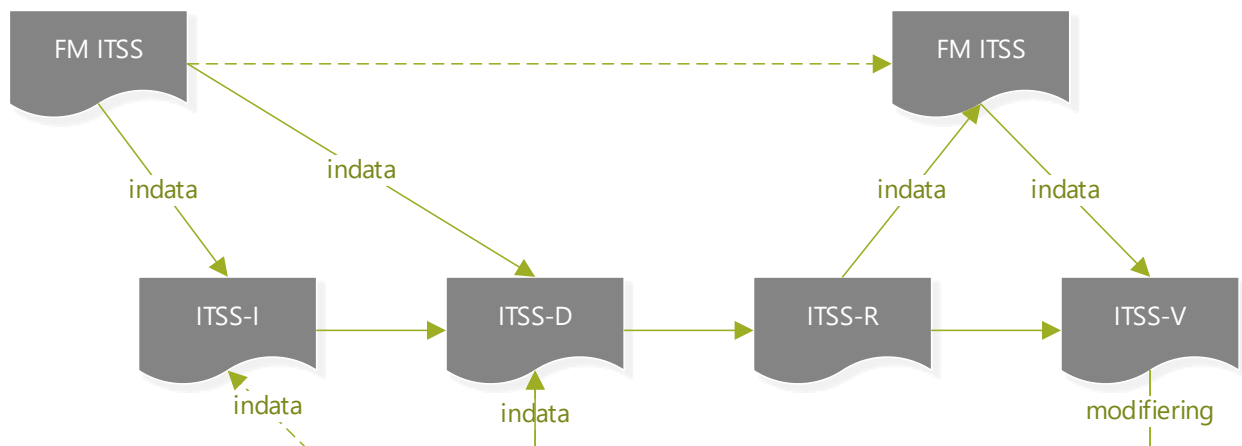 FM ITSS
FM ITSS
indata
indata
indata
indata
ITSS-I
ITSS-D
ITSS-R
ITSS-V
indata
indata
modifiering